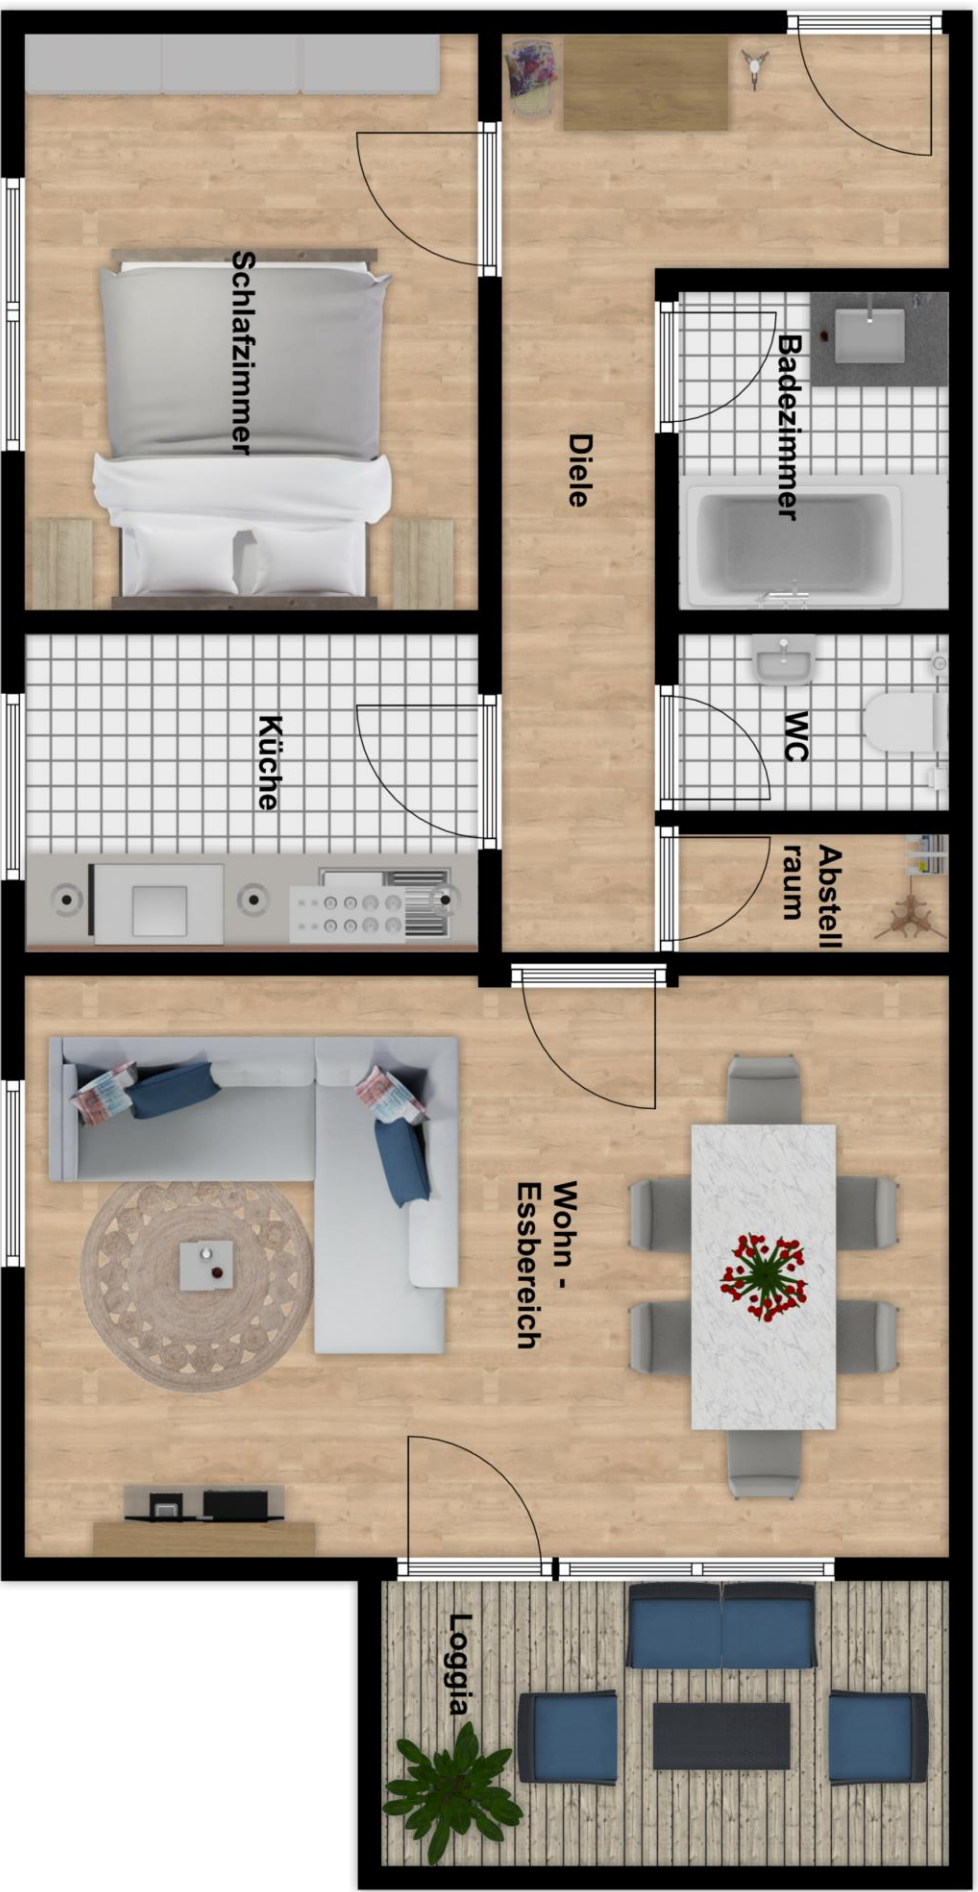 Schlafzimmer
Badezimmer
Diele
WC
Küche
Abstell
raum
Wohn -
Essbereich
Loggia